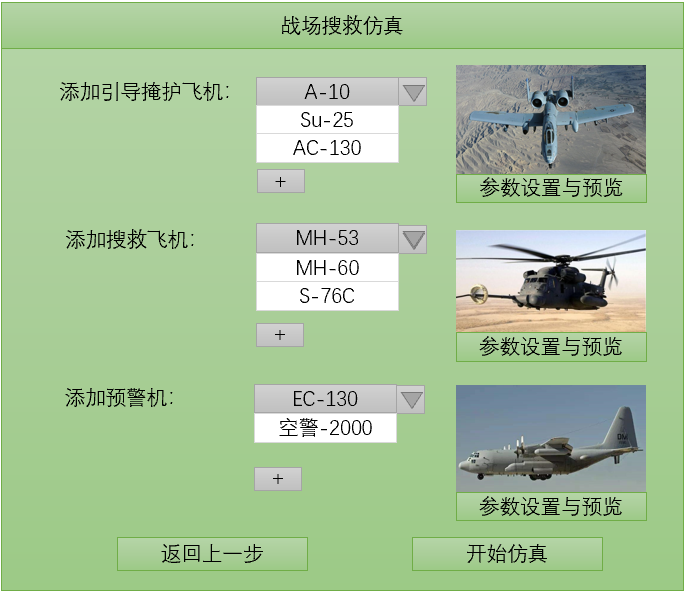 战场搜救仿真
添加引导掩护飞机：
A-10
Su-25
AC-130
+
参数设置与预览
添加搜救飞机：
MH-53
MH-60
S-76C
+
参数设置与预览
添加预警机：
EC-130
空警-2000
+
DM
参数设置与预览
返回上一步
开始仿真